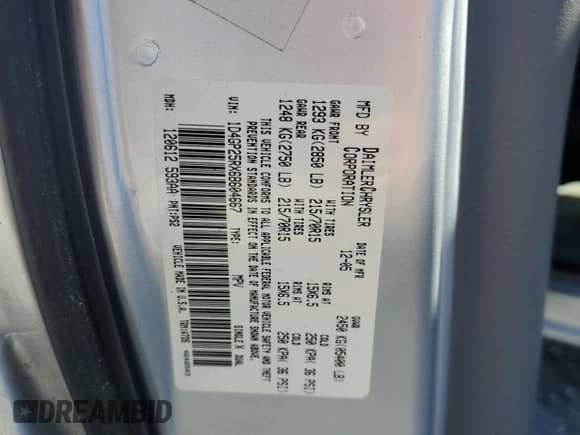 MFD BY DAIMLERCHRYSLER CORPORATION
DATE OF MFR 12-05
GVWR 2450 KG(05400 LB)
GAWR FRONT WITH TIRES RIMS AT COLD
1293 KG(2850 LB) 215/70R15 15X6.5 250 KPA( 36 PSI)
GAWR REAR WITH TIRES RIMS AT COLD
1248 KG(2750 LB) 215/70R15 15X6.5 250 KPA( 36 PSI)
THIS VEHICLE CONFORMS TO ALL APPLICABLE FEDERAL MOTOR VEHICLE SAFETY AND THEFT
PREVENTION STANDARDS IN EFFECT ON THE DATE OF MANUFACTURE SHOWN ABOVE.
VIN: 1D4GP25RX6B604687 TYPE: MPV SINGLE X DUAL
MDH: 120612 VEHICLE MADE IN U.S.A.